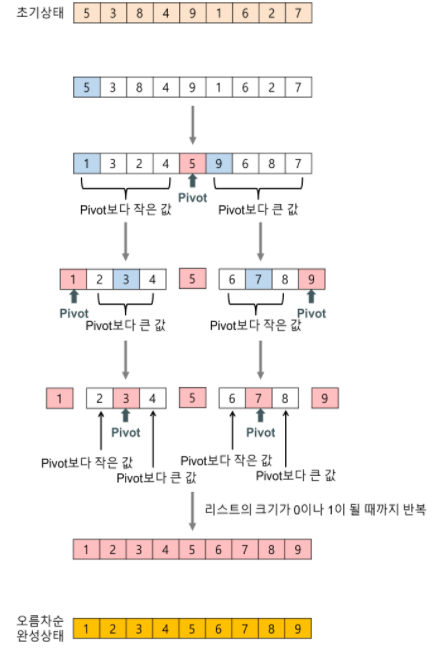 초기상태 5 3 8 4 9 1 6 2 7
5 3 8 4 9 1 6 2 7
1 3 2 4 5 9 6 8 7
Pivot
Pivot보다 작은 값 Pivot보다 큰 값
1 2 3 4 5 6 7 8 9
Pivot Pivot
Pivot보다 큰 값 Pivot보다 작은 값
1 2 3 4 5 6 7 8 9
Pivot Pivot
Pivot보다 작은 값 Pivot보다 작은 값
Pivot보다 큰 값 Pivot보다 큰 값
리스트의 크기가 0이나 1이 될 때까지 반복
1 2 3 4 5 6 7 8 9
오름차순
완성상태 1 2 3 4 5 6 7 8 9